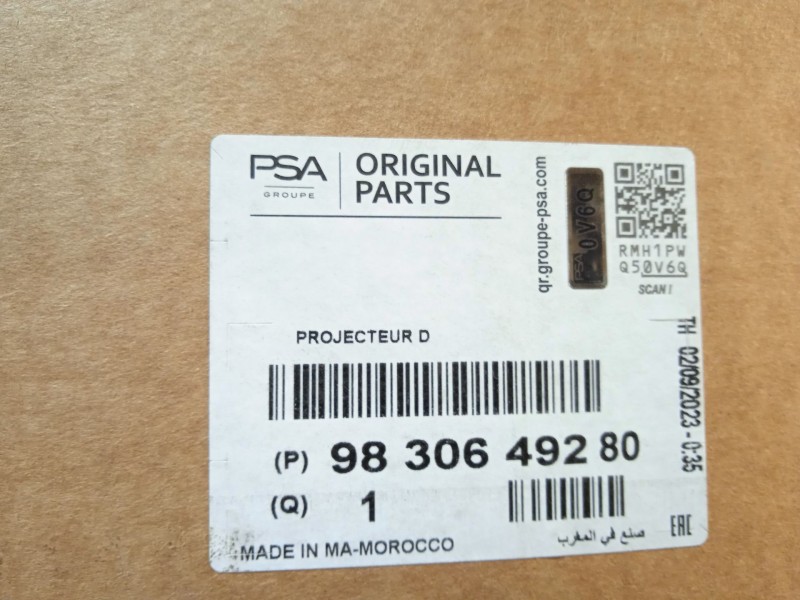 PSA
GROUPE
ORIGINAL
PARTS
qr.groupe-psa.com
PSA
0V6Q
RMH1PW
Q50V6Q
SCAN!
TH 02/09/2023 - 0:35
PROJECTEUR D
(P) 98 306 492 80
(Q) 1
صنع في المغرب
EAC
MADE IN MA-MOROCCO